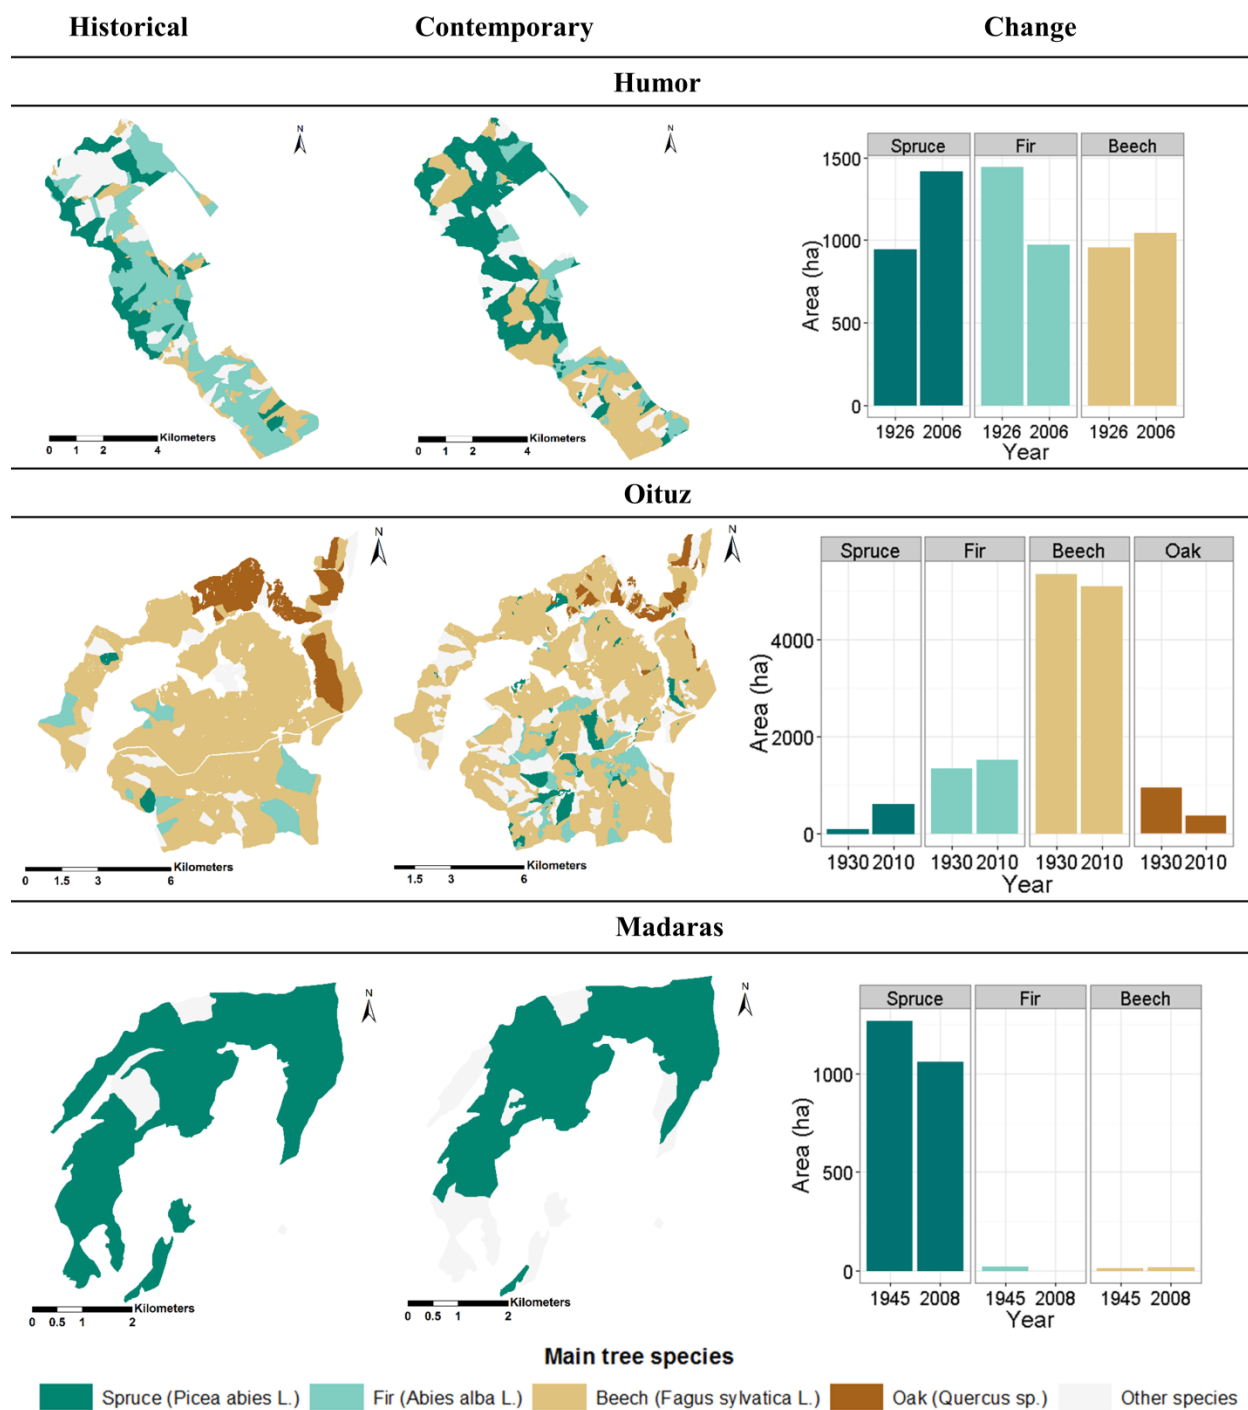 Historical Contemporary Change
Humor
N N
Spruce Fir Beech
1500
1000
500
0
Area (ha)
1926 2006 1926 2006 1926 2006
Year
Kilometers
0 1 2 4
Kilometers
0 1 2 4
Oituz
N N
Spruce Fir Beech Oak
4000
2000
0
Area (ha)
1930 2010 1930 2010 1930 2010 1930 2010
Year
Kilometers
0 1.5 3 6
Kilometers
1.5 3 6
Madaras
N N
Spruce Fir Beech
1000
500
0
Area (ha)
1945 2008 1945 2008 1945 2008
Year
Kilometers
0 0.5 1 2
Kilometers
0 0.5 1 2
Main tree species
Spruce (Picea abies L.) Fir (Abies alba L.) Beech (Fagus sylvatica L.) Oak (Quercus sp.) Other species